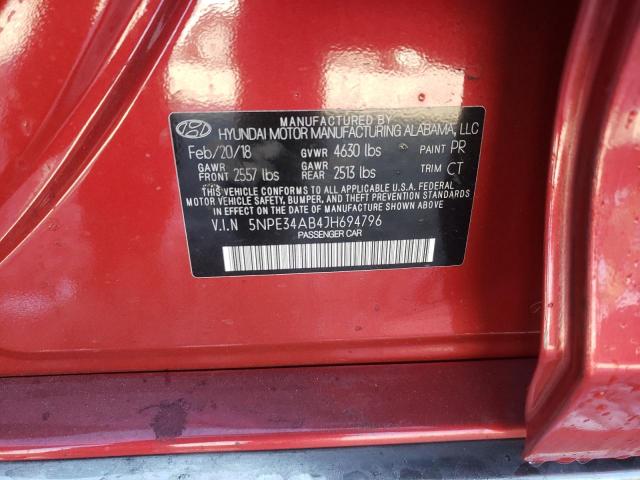 MANUFACTURED BY
HYUNDAI MOTOR MANUFACTURING ALABAMA, LLC
Feb/20/18 GVWR 4630 lbs PAINT PR
GAWR FRONT 2557 lbs GAWR REAR 2513 lbs TRIM CT
THIS VEHICLE CONFORMS TO ALL APPLICABLE U.S.A. FEDERAL
MOTOR VEHICLE SAFETY, BUMPER, AND THEFT PREVENTION STANDARDS
IN EFFECT ON THE DATE OF MANUFACTURE SHOWN ABOVE.
V.I.N 5NPE34AB4JH694796
PASSENGER CAR